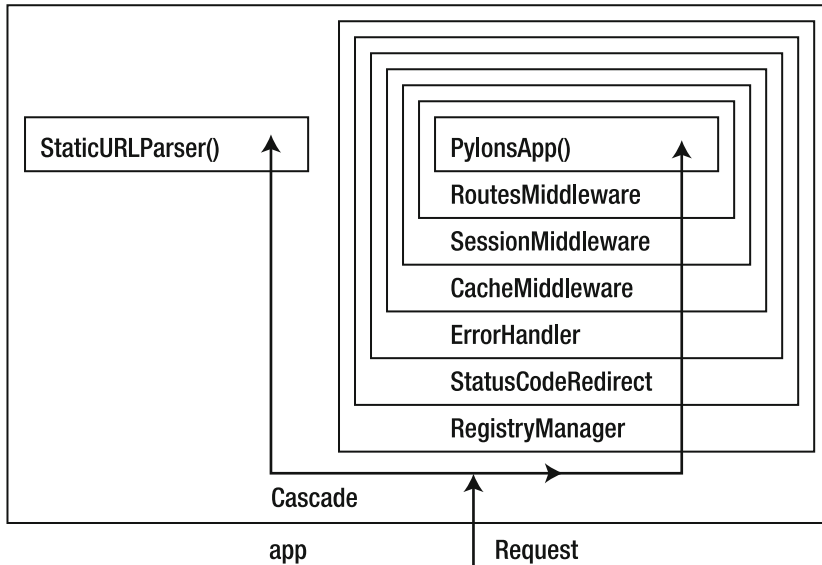 StaticURLParser()
PylonsApp()
RoutesMiddleware
SessionMiddleware
CacheMiddleware
ErrorHandler
StatusCodeRedirect
RegistryManager
Cascade
app
Request